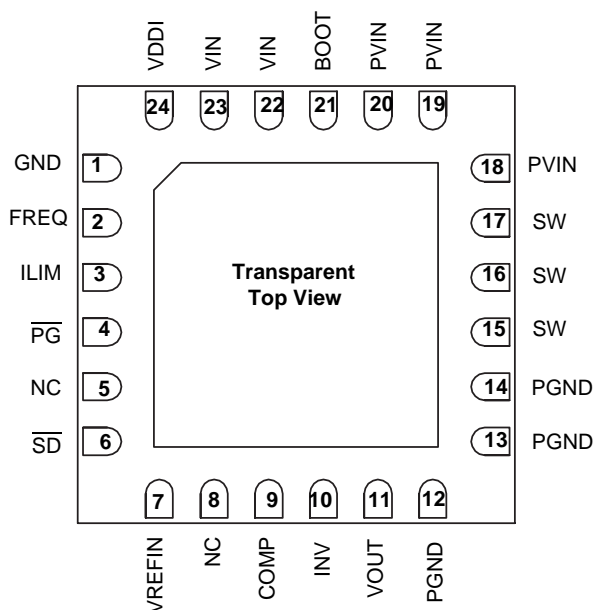 VDDI VIN VIN BOOT PVIN PVIN
24 23 22 21 20 19
GND 1 18 PVIN
FREQ 2 17 SW
ILIM 3 16 SW
Transparent
Top View
PG 4 15 SW
NC 5 14 PGND
SD 6 13 PGND
7 8 9 10 11 12
VREFIN NC COMP INV VOUT PGND